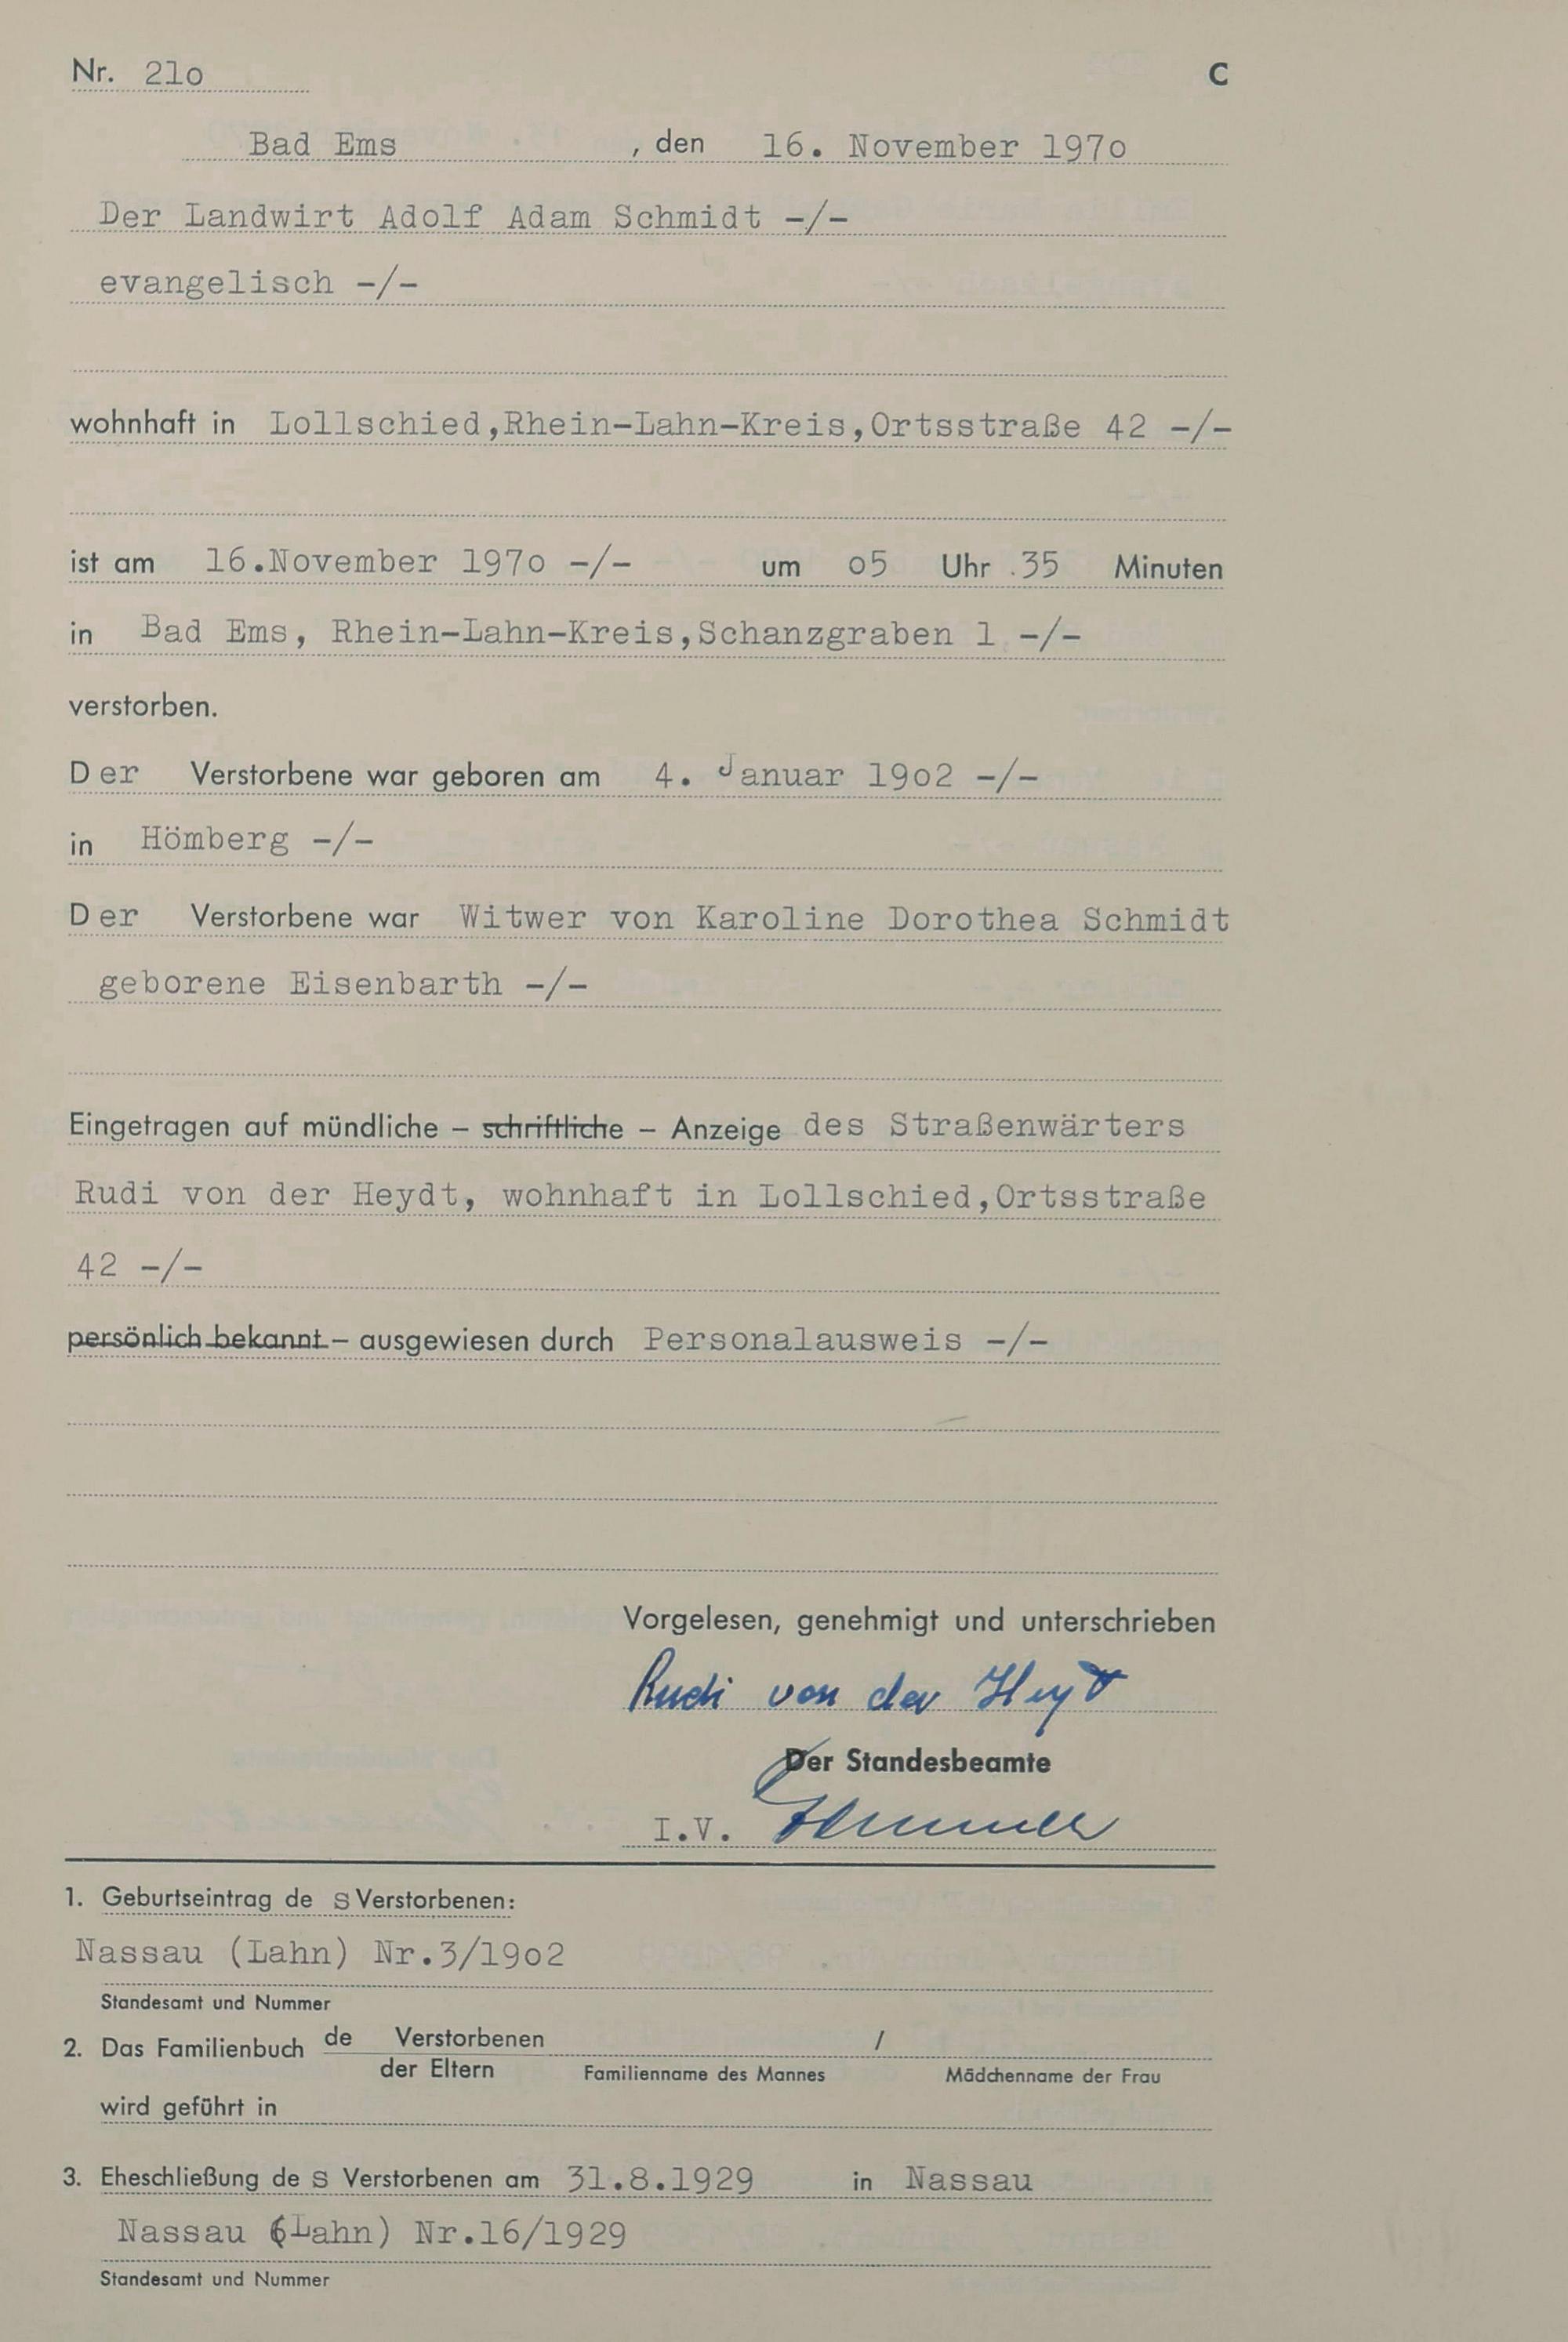 Nr. 21o C
Bad Ems , den 16. November 197o
Der Landwirt Adolf Adam Schmidt -/-
evangelisch -/-
wohnhaft in Lollschied,Rhein-Lahn-Kreis,Ortsstraße 42 -/-
ist am 16.November 197o -/- um o5 Uhr 35 Minuten
in Bad Ems, Rhein-Lahn-Kreis,Schanzgraben 1 -/-
verstorben.
Der Verstorbene war geboren am 4. Januar 19o2 -/-
in Hömberg -/-
Der Verstorbene war Witwer von Karoline Dorothea Schmidt
geborene Eisenbarth -/-
Eingetragen auf mündliche – schriftliche – Anzeige des Straßenwärters
Rudi von der Heydt, wohnhaft in Lollschied,Ortsstraße
42 -/-
persönlich bekannt – ausgewiesen durch Personalausweis -/-
Vorgelesen, genehmigt und unterschrieben
Rudi von der Heydt
Der Standesbeamte
I.V.
1. Geburtseintrag des Verstorbenen:
Nassau (Lahn) Nr.3/19o2
Standesamt und Nummer
2. Das Familienbuch de Verstorbenen /
der Eltern Familienname des Mannes Mädchenname der Frau
wird geführt in
3. Eheschließung des Verstorbenen am 31.8.1929 in Nassau
Nassau (Lahn) Nr.16/1929
Standesamt und Nummer